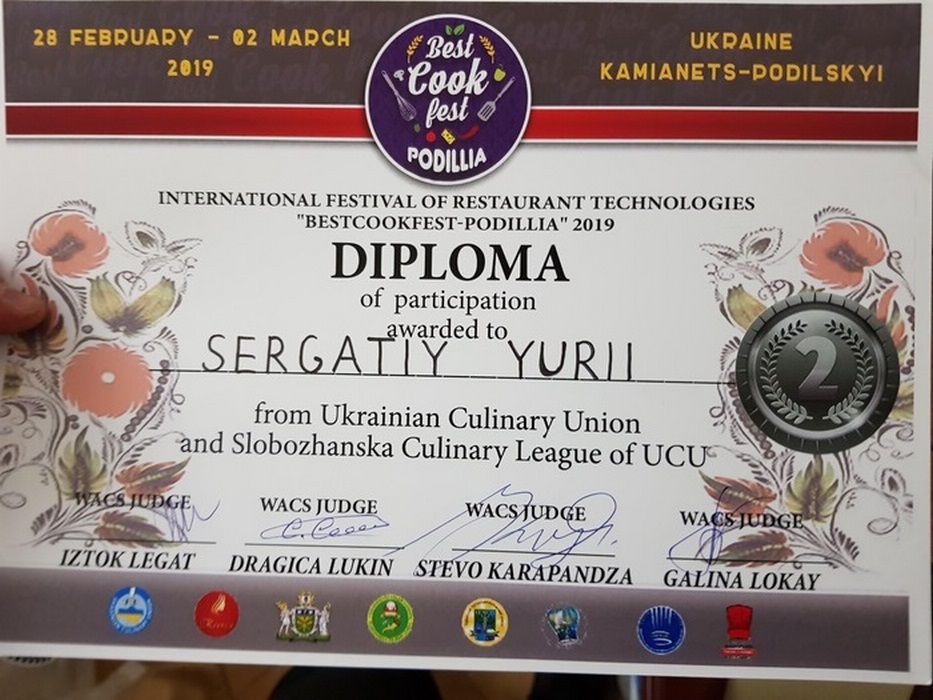 28 FEBRUARY - 02 MARCH
2019
Best
Cook
fest
PODILLIA
UKRAINE
KAMIANETS-PODILSKYI
INTERNATIONAL FESTIVAL OF RESTAURANT TECHNOLOGIES
"BESTCOOKFEST-PODILLIA" 2019
DIPLOMA
of participation
awarded to
SERGATIY YURII
2
from Ukrainian Culinary Union
and Slobozhanska Culinary League of UCU
WACS JUDGE
IZTOK LEGAT
WACS JUDGE
DRAGICA LUKIN
WACS JUDGE
STEVO KARAPANDZA
WACS JUDGE
GALINA LOKAY